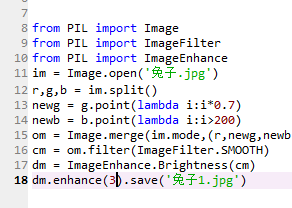 8 from PIL import Image
9 from PIL import ImageFilter
10 from PIL import ImageEnhance
11 im = Image.open('兔子.jpg')
12 r,g,b = im.split()
13 newg = g.point(lambda i:i*0.7)
14 newb = b.point(lambda i:i>200)
15 om = Image.merge(im.mode,(r,newg,newb
16 cm = om.filter(ImageFilter.SMOOTH)
17 dm = ImageEnhance.Brightness(cm)
18 dm.enhance(3).save('兔子1.jpg')